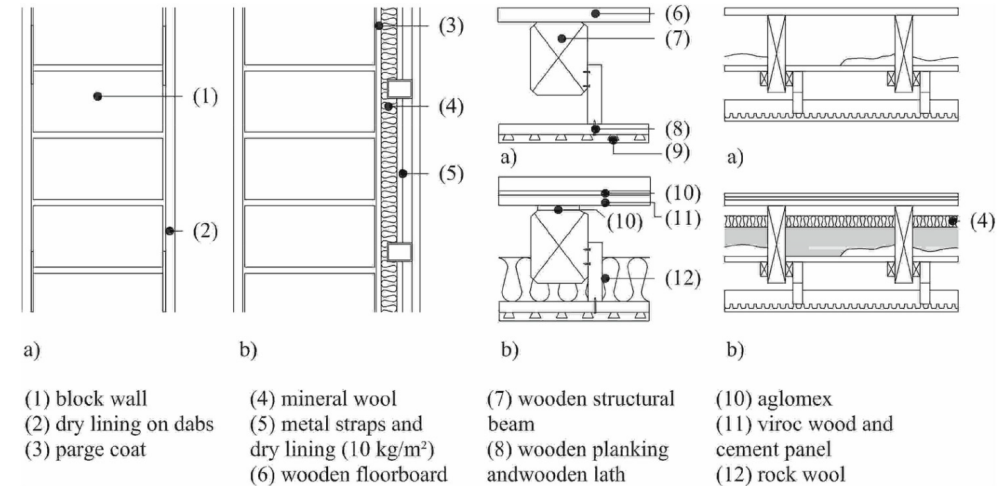 (1)
(2)
a)
(3)
(4)
(5)
b)
(6)
(7)
(8)
(9)
a)
(10)
(11)
(10)
(12)
b)
a)
(4)
b)
(1) block wall
(2) dry lining on dabs
(3) parge coat
(4) mineral wool
(5) metal straps and
dry lining (10 kg/m²)
(6) wooden floorboard
(7) wooden structural
beam
(8) wooden planking
andwooden lath
(10) aglomex
(11) viroc wood and
cement panel
(12) rock wool